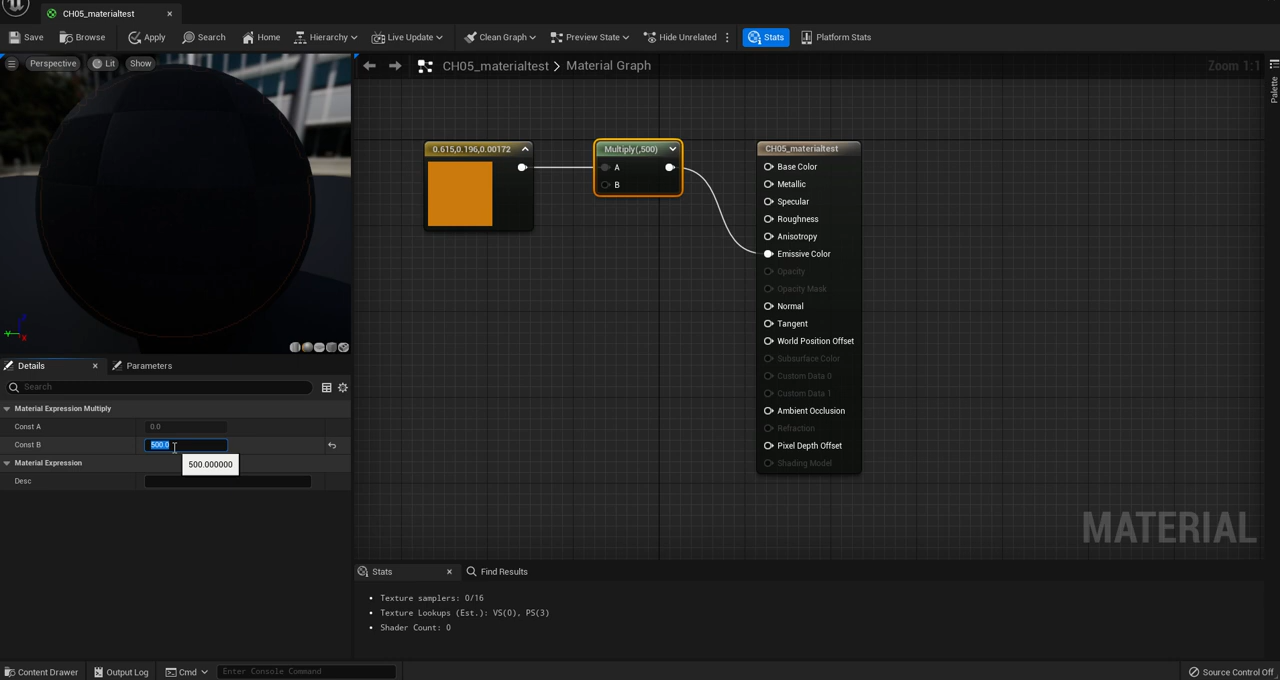 CH05_materialtest
Save Browse Apply Search Home Hierarchy Live Update Clean Graph Preview State Hide Unrelated Stats Platform Stats
Perspective Lit Show
CH05_materialtest > Material Graph
Zoom 1:1
Palette
0.615,0.196,0.00172
Multiply(,500)
A
B
CH05_materialtest
Base Color
Metallic
Specular
Roughness
Anisotropy
Emissive Color
Opacity
Opacity Mask
Normal
Tangent
World Position Offset
Subsurface Color
Custom Data 0
Custom Data 1
Ambient Occlusion
Refraction
Pixel Depth Offset
Shading Model
MATERIAL
Y
X
Details Parameters
Search
Material Expression Multiply
Const A 0.0
Const B 500.0
500.000000
Material Expression
Desc
Stats Find Results
Texture samplers: 0/16
Texture Lookups (Est.): VS(0), PS(3)
Shader Count: 0
Content Drawer Output Log Cmd Enter Console Command Source Control Off